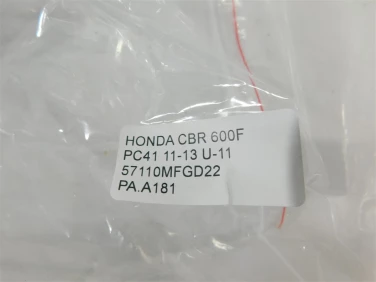 HONDA CBR 600F
PC41 11-13 U-11
57110MFGD22
PA.A181